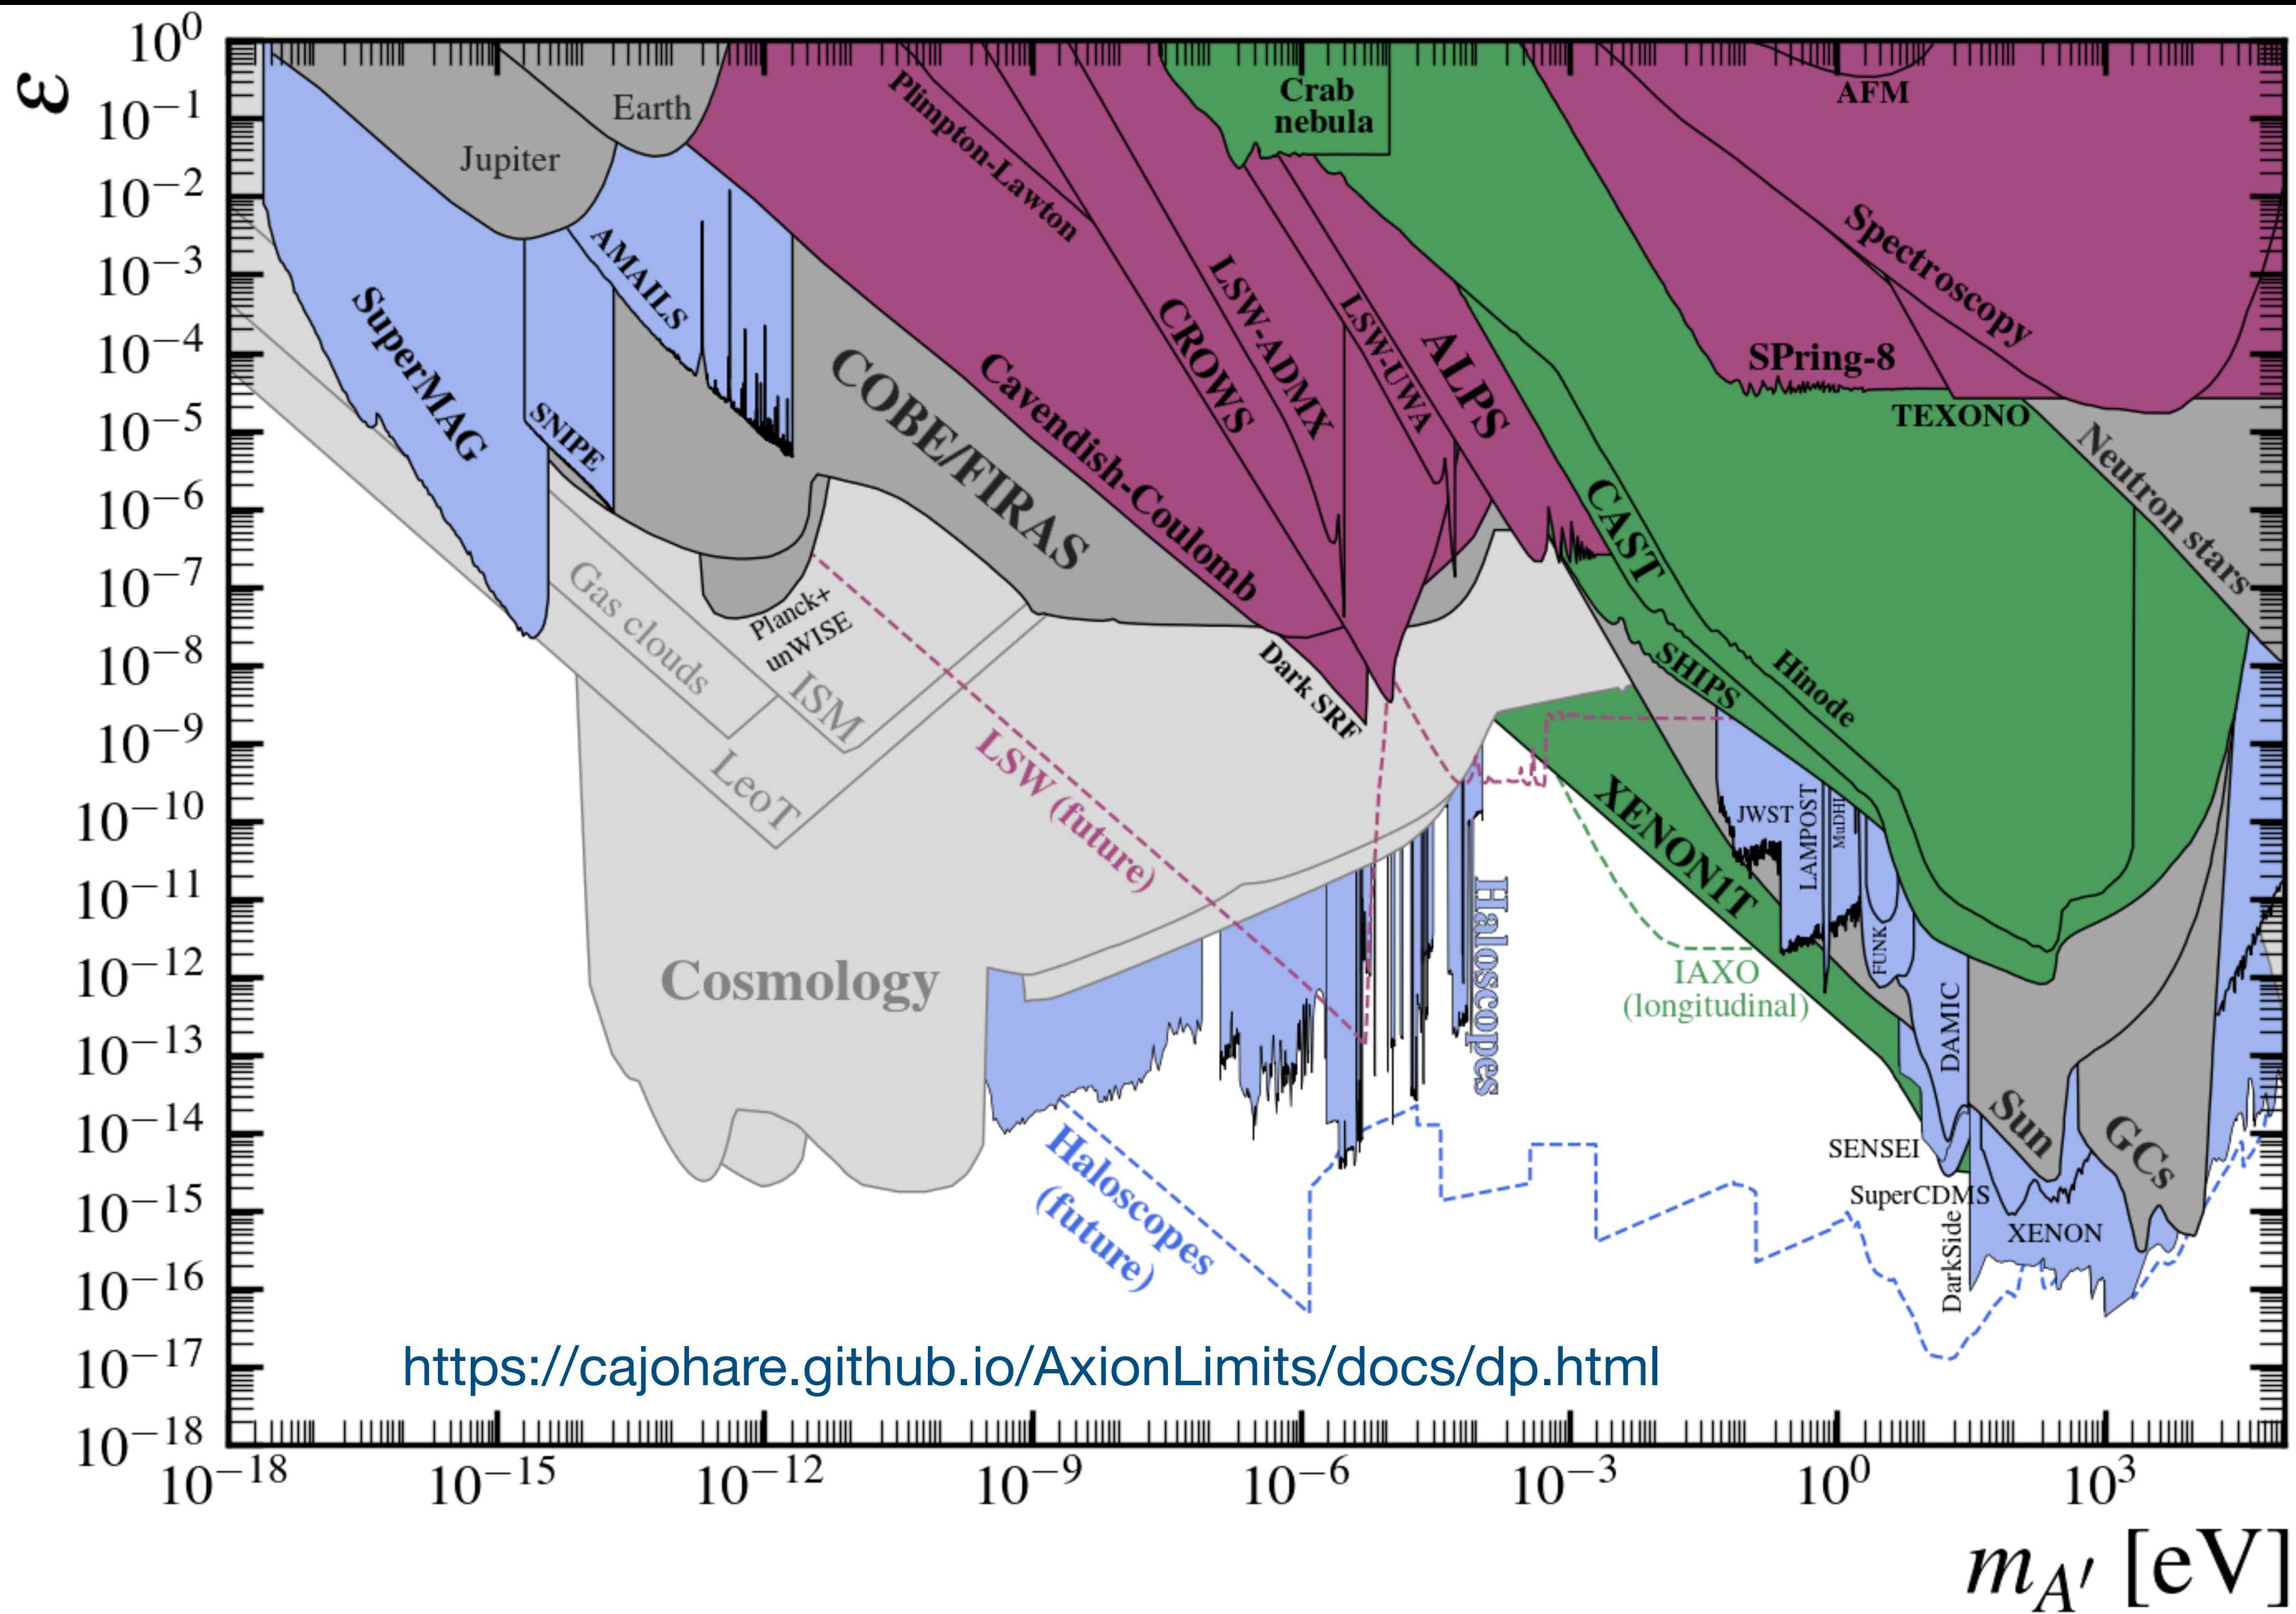 ε
10⁰
10⁻¹
10⁻²
10⁻³
10⁻⁴
10⁻⁵
10⁻⁶
10⁻⁷
10⁻⁸
10⁻⁹
10⁻¹⁰
10⁻¹¹
10⁻¹²
10⁻¹³
10⁻¹⁴
10⁻¹⁵
10⁻¹⁶
10⁻¹⁷
10⁻¹⁸
Jupiter
Earth
SuperMAG
SNIPE
AMAILS
COBE/FIRAS
Plimpton-Lawton
Cavendish-Coulomb
CROWS
LSW-ADMX
LSW-UWA
ALPS
Crab
nebula
AFM
Spectroscopy
SPring-8
TEXONO
Neutron stars
CAST
SHIPS
Hinode
Gas clouds
Planck+
unWISE
ISM
LeoT
LSW (future)
Dark SRF
Cosmology
Haloscopes
Haloscopes
(future)
XENON1T
IAXO
(longitudinal)
JWST
LAMPOST
MuDHI
FUNK
DAMIC
SENSEI
SuperCDMS
DarkSide
XENON
Sun
GCs
https://cajohare.github.io/AxionLimits/docs/dp.html
10⁻¹⁸ 10⁻¹⁵ 10⁻¹² 10⁻⁹ 10⁻⁶ 10⁻³ 10⁰ 10³
m_A′ [eV]